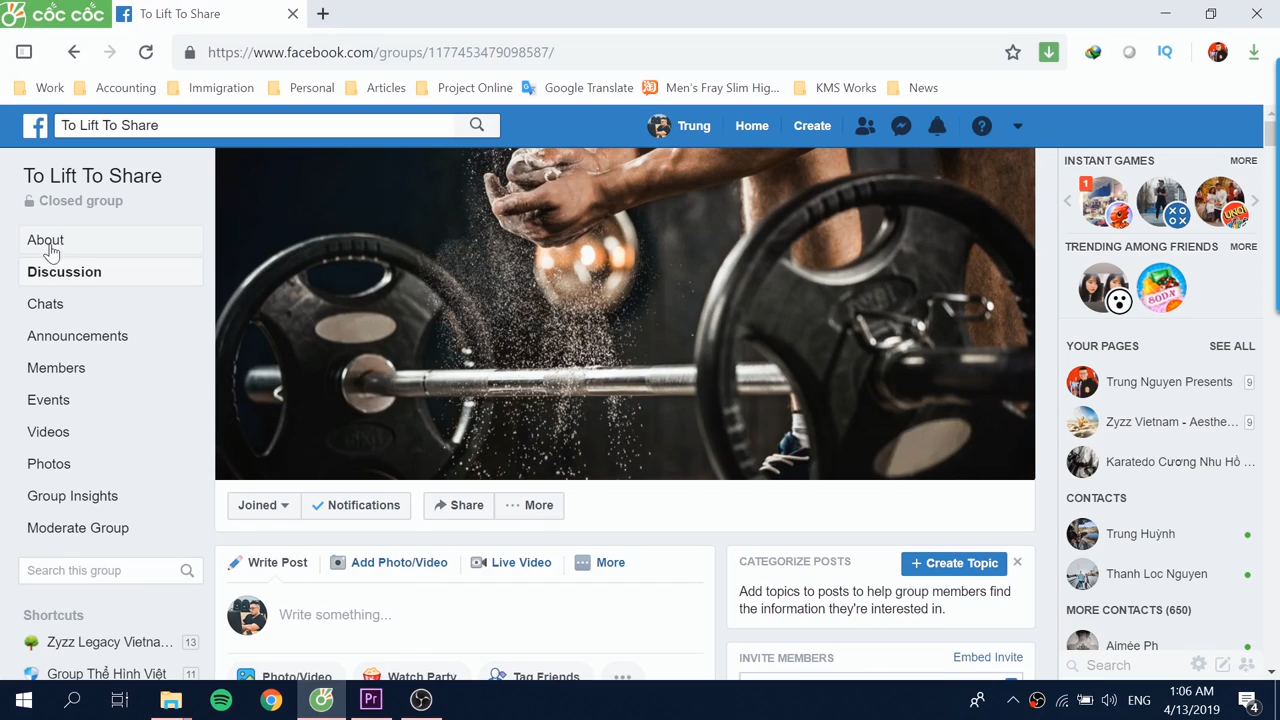 cốc cốc
To Lift To Share
https://www.facebook.com/groups/1177453479098587/
IQ
Work
Accounting
Immigration
Personal
Articles
Project Online
Google Translate
Men's Fray Slim Hig...
KMS Works
News
To Lift To Share
Trung
Home
Create
To Lift To Share
Closed group
About
Discussion
Chats
Announcements
Members
Events
Videos
Photos
Group Insights
Moderate Group
Search this group
Shortcuts
Zyzz Legacy Vietna...
13
Group Thể Hình Việt
11
Joined
Notifications
Share
More
Write Post
Add Photo/Video
Live Video
More
Write something...
Photo/Video
Watch Party
Tag Friends
CATEGORIZE POSTS
+ Create Topic
Add topics to posts to help group members find
the information they're interested in.
INVITE MEMBERS
Embed Invite
INSTANT GAMES
MORE
1
UNO
TRENDING AMONG FRIENDS
MORE
SODA
YOUR PAGES
SEE ALL
Trung Nguyen Presents
9
Zyzz Vietnam - Aesthe...
9
Karatedo Cương Nhu Hồ ...
CONTACTS
Trung Huỳnh
Thanh Loc Nguyen
MORE CONTACTS (650)
Aimée Ph
Search
Pr
ENG
1:06 AM
4/13/2019
4